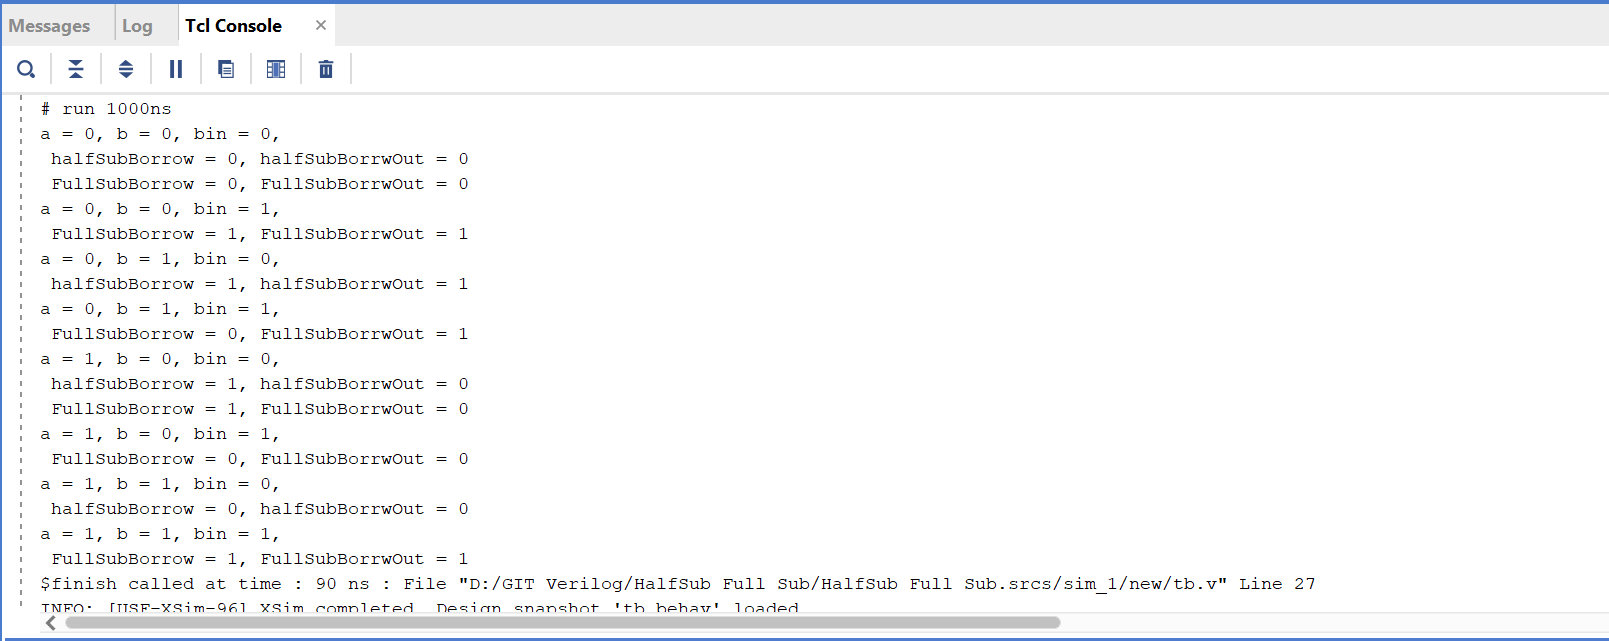 Messages Log Tcl Console ×
# run 1000ns
a = 0, b = 0, bin = 0,
halfSubBorrow = 0, halfSubBorrwOut = 0
FullSubBorrow = 0, FullSubBorrwOut = 0
a = 0, b = 0, bin = 1,
FullSubBorrow = 1, FullSubBorrwOut = 1
a = 0, b = 1, bin = 0,
halfSubBorrow = 1, halfSubBorrwOut = 1
a = 0, b = 1, bin = 1,
FullSubBorrow = 0, FullSubBorrwOut = 1
a = 1, b = 0, bin = 0,
halfSubBorrow = 1, halfSubBorrwOut = 0
FullSubBorrow = 1, FullSubBorrwOut = 0
a = 1, b = 0, bin = 1,
FullSubBorrow = 0, FullSubBorrwOut = 0
a = 1, b = 1, bin = 0,
halfSubBorrow = 0, halfSubBorrwOut = 0
a = 1, b = 1, bin = 1,
FullSubBorrow = 1, FullSubBorrwOut = 1
$finish called at time : 90 ns : File "D:/GIT Verilog/HalfSub Full Sub/HalfSub Full Sub.srcs/sim_1/new/tb.v" Line 27
INFO: [USF-XSim-96] XSim completed. Design snapshot 'tb_behav' loaded.